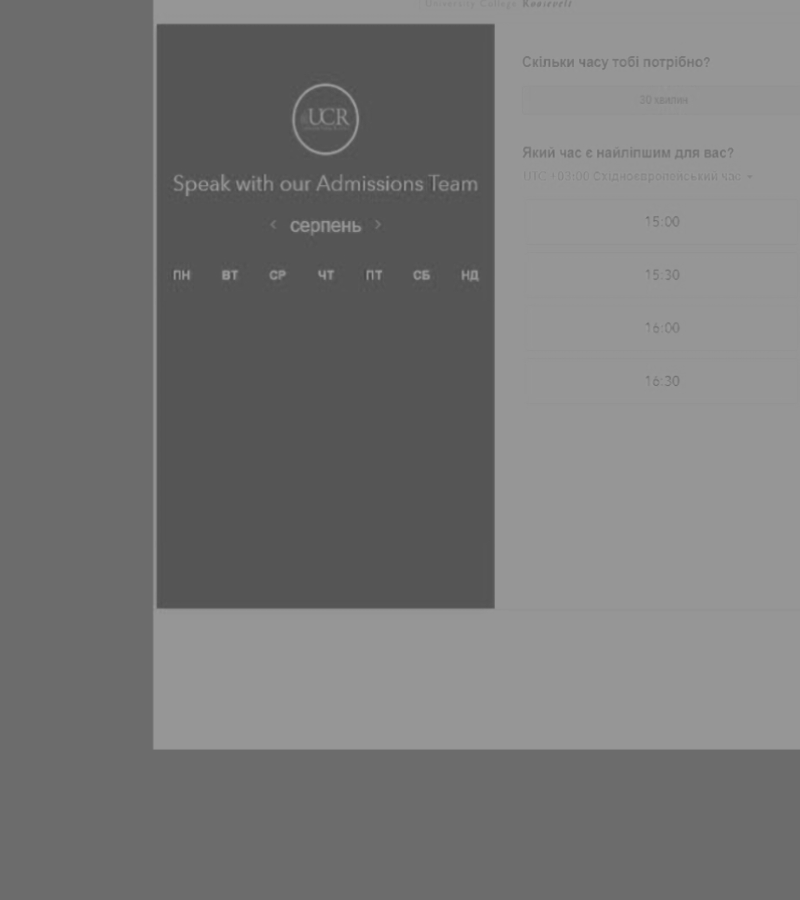 University College Roosevelt
UCR
Speak with our Admissions Team
< серпень >
ПН ВТ СР ЧТ ПТ СБ НД
Скільки часу тобі потрібно?
30 хвилин
Який час є найліпшим для вас?
UTC +03:00 Східноєвропейський час
15:00
15:30
16:00
16:30